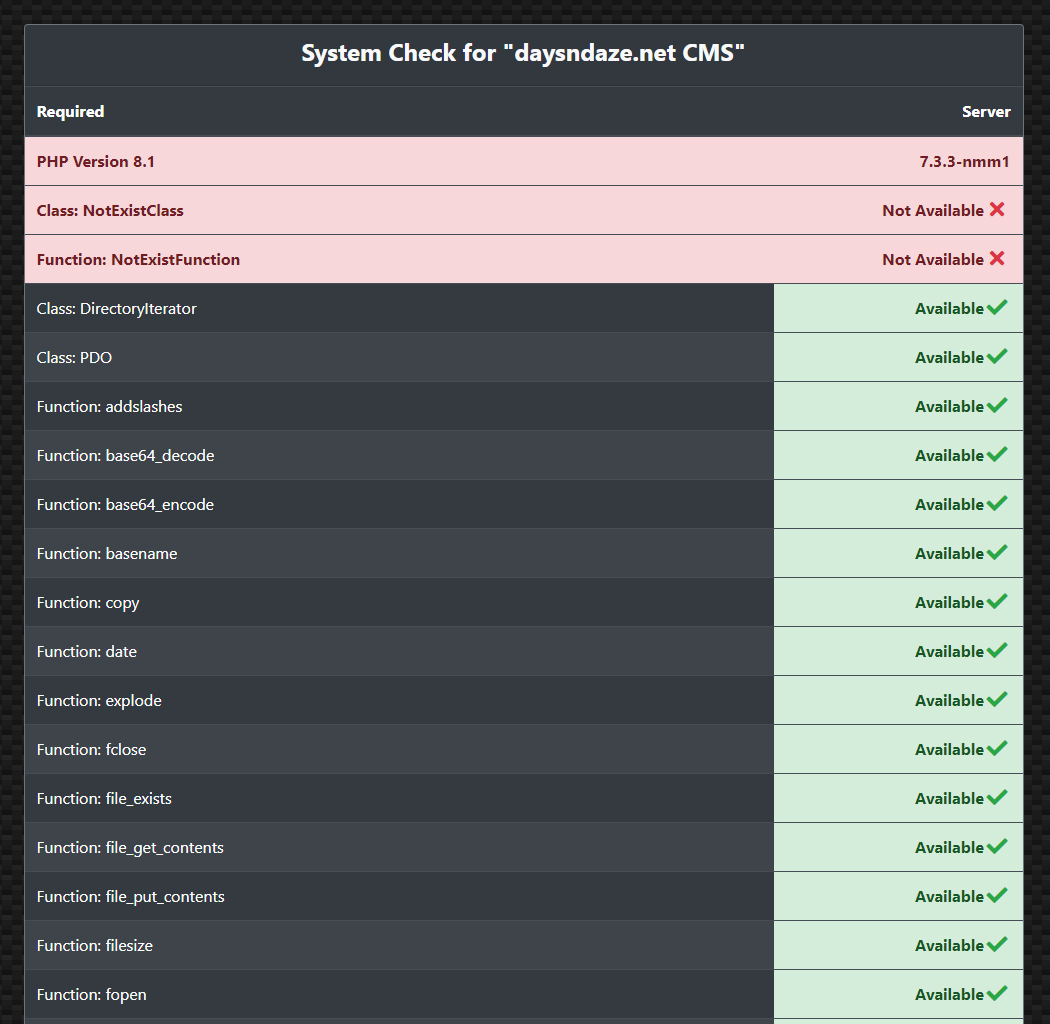 System Check for "daysndaze.net CMS"
Required Server
PHP Version 8.1 7.3.3-nmm1
Class: NotExistClass Not Available
Function: NotExistFunction Not Available
Class: DirectoryIterator Available
Class: PDO Available
Function: addslashes Available
Function: base64_decode Available
Function: base64_encode Available
Function: basename Available
Function: copy Available
Function: date Available
Function: explode Available
Function: fclose Available
Function: file_exists Available
Function: file_get_contents Available
Function: file_put_contents Available
Function: filesize Available
Function: fopen Available